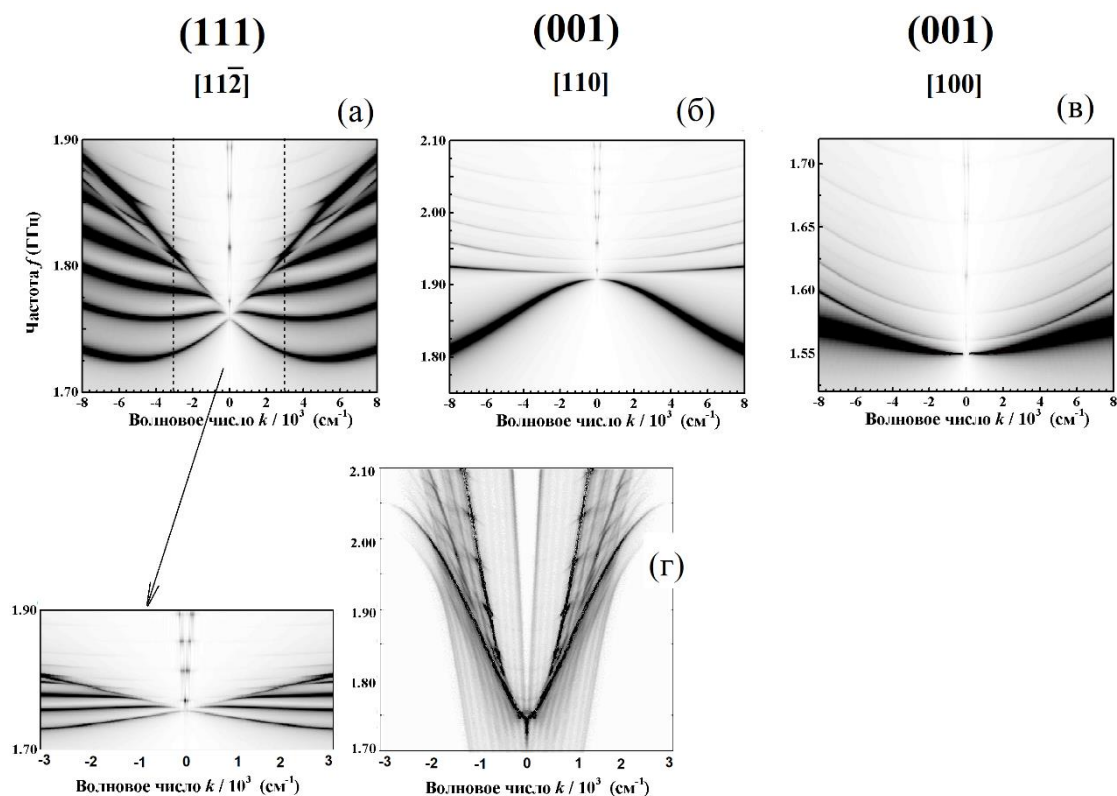 (111)
(001)
(001)
[112̅]
[110]
[100]
(а)
(б)
(в)
1.90
1.80
1.70
Частота f (ГГц)
-8 -6 -4 -2 0 2 4 6 8
Волновое число k / 10³ (см⁻¹)
2.10
2.00
1.90
1.80
-8 -6 -4 -2 0 2 4 6 8
Волновое число k / 10³ (см⁻¹)
1.70
1.65
1.60
1.55
-8 -6 -4 -2 0 2 4 6 8
Волновое число k / 10³ (см⁻¹)
1.90
1.80
1.70
-3 -2 -1 0 1 2 3
Волновое число k / 10³ (см⁻¹)
(г)
2.10
2.00
1.90
1.80
1.70
-3 -2 -1 0 1 2 3
Волновое число k / 10³ (см⁻¹)